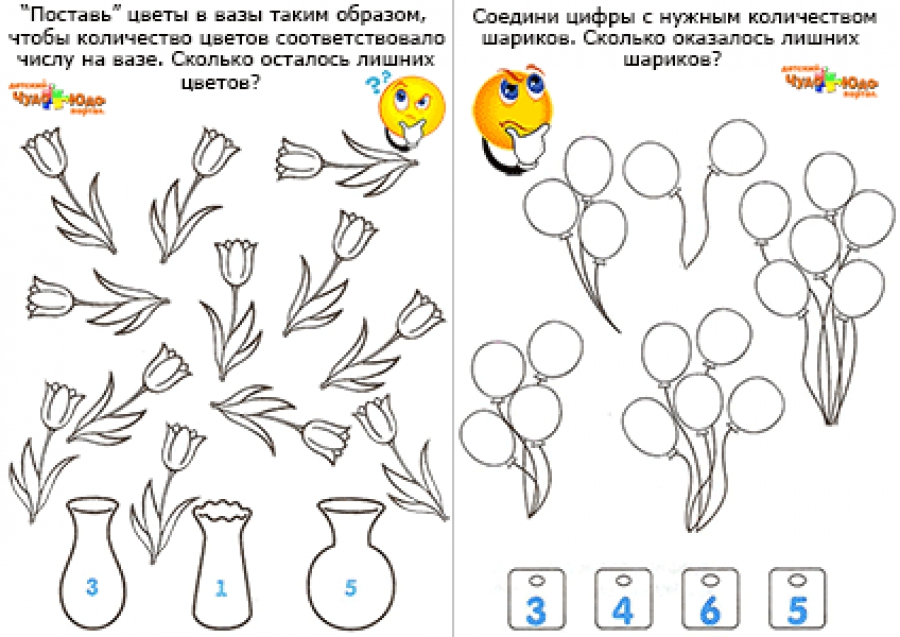 “Поставь” цветы в вазы таким образом,
чтобы количество цветов соответствовало
числу на вазе. Сколько осталось лишних
цветов?
детский
Чудо-Юдо
портал
??
3
1
5
Соедини цифры с нужным количеством
шариков. Сколько оказалось лишних
шариков?
детский
Чудо-Юдо
портал
3
4
6
5